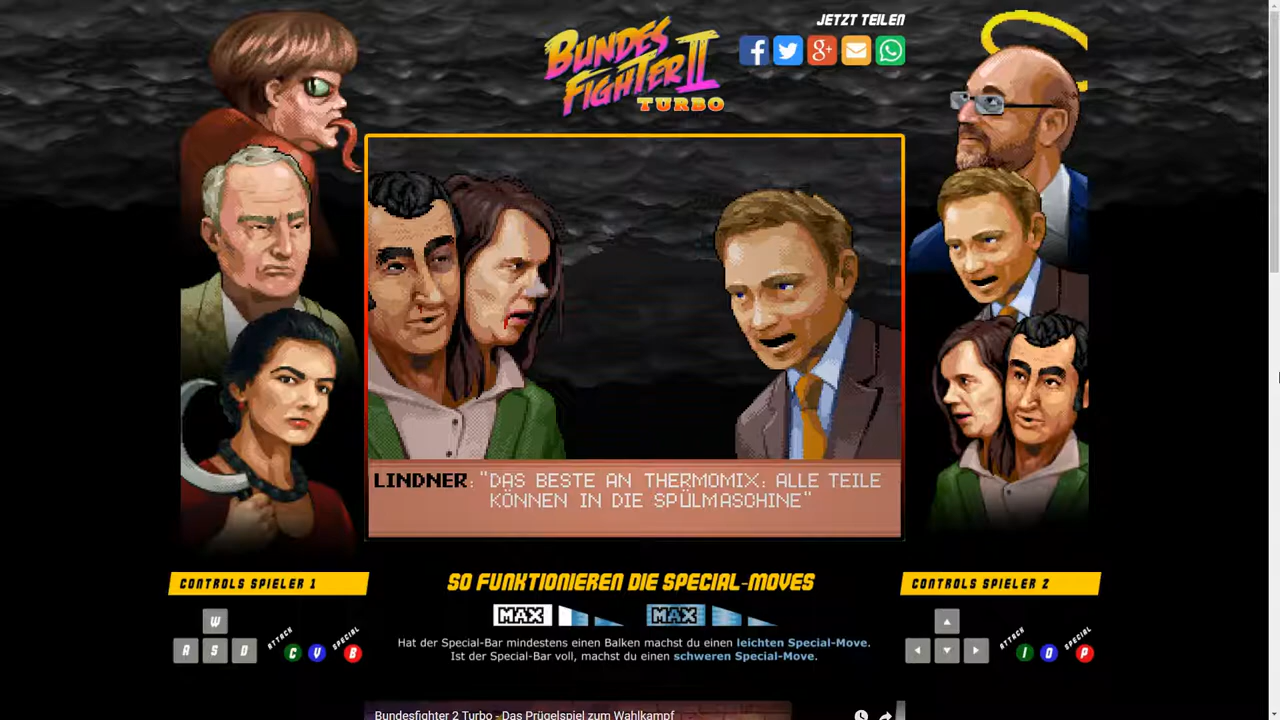 JETZT TEILEN
BUNDES
FIGHTER II
TURBO
LINDNER: "DAS BESTE AN THERMOMIX: ALLE TEILE
KÖNNEN IN DIE SPÜLMASCHINE"
CONTROLS SPIELER 1
SO FUNKTIONIEREN DIE SPECIAL-MOVES
CONTROLS SPIELER 2
MAX MAX
W
A S D
ATTACK
SPECIAL
C V B
Hat der Special-Bar mindestens einen Balken machst du einen leichten Special-Move.
Ist der Special-Bar voll, machst du einen schweren Special-Move.
ATTACK
SPECIAL
I O P
Bundesfighter 2 Turbo - Das Prügelspiel zum Wahlkampf